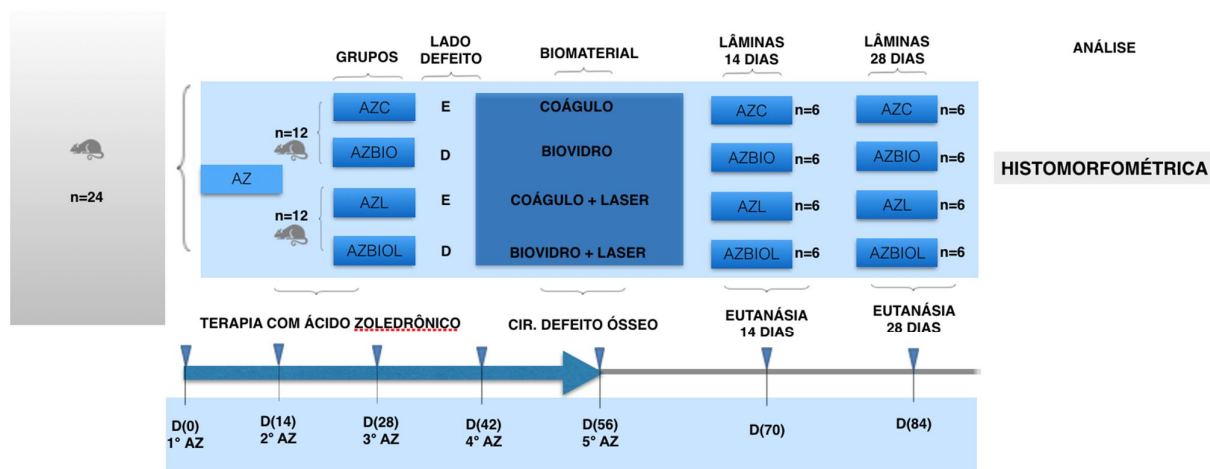 GRUPOS
LADO
DEFEITO
BIOMATERIAL
LÂMINAS
14 DIAS
LÂMINAS
28 DIAS
ANÁLISE
n=24
AZ
n=12
n=12
AZC
E
COÁGULO
AZC
n=6
AZC
n=6
AZBIO
D
BIOVIDRO
AZBIO
n=6
AZBIO
n=6
AZL
E
COÁGULO + LASER
AZL
n=6
AZL
n=6
AZBIOL
D
BIOVIDRO + LASER
AZBIOL
n=6
AZBIOL
n=6
HISTOMORFOMÉTRICA
TERAPIA COM ÁCIDO ZOLEDRÔNICO
CIR. DEFEITO ÓSSEO
EUTANÁSIA
14 DIAS
EUTANÁSIA
28 DIAS
D(0)
1° AZ
D(14)
2° AZ
D(28)
3° AZ
D(42)
4° AZ
D(56)
5° AZ
D(70)
D(84)